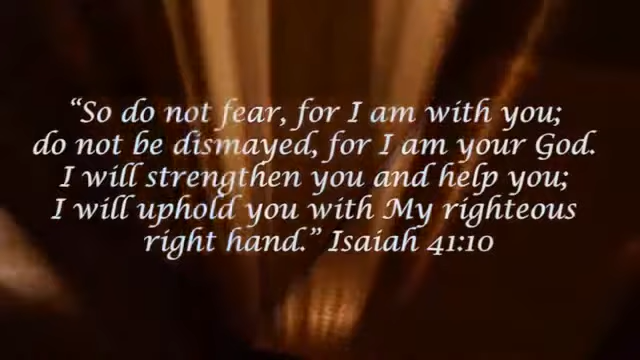 “So do not fear, for I am with you;
do not be dismayed, for I am your God.
I will strengthen you and help you;
I will uphold you with My righteous
right hand.” Isaiah 41:10